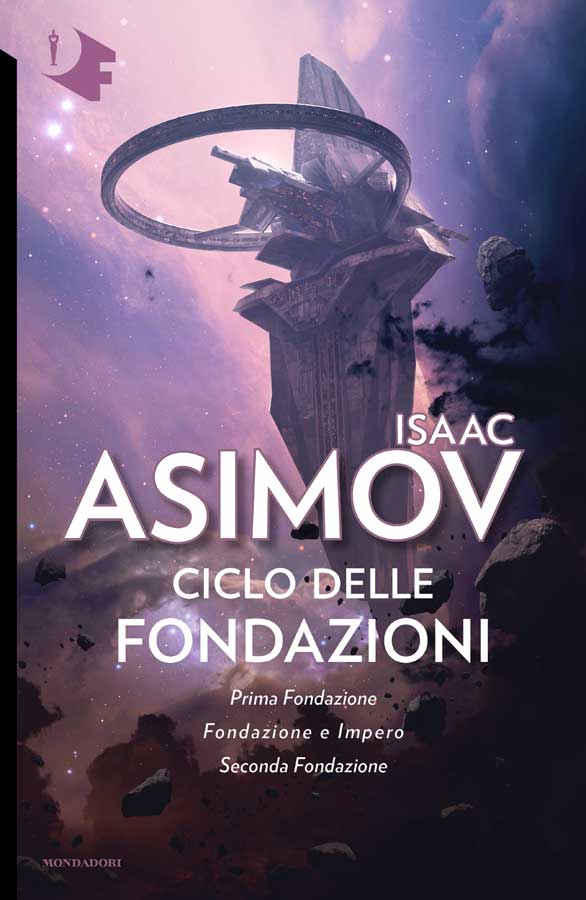 ISAAC
ASIMOV
CICLO DELLE
FONDAZIONI
Prima Fondazione
Fondazione e Impero
Seconda Fondazione
MONDADORI